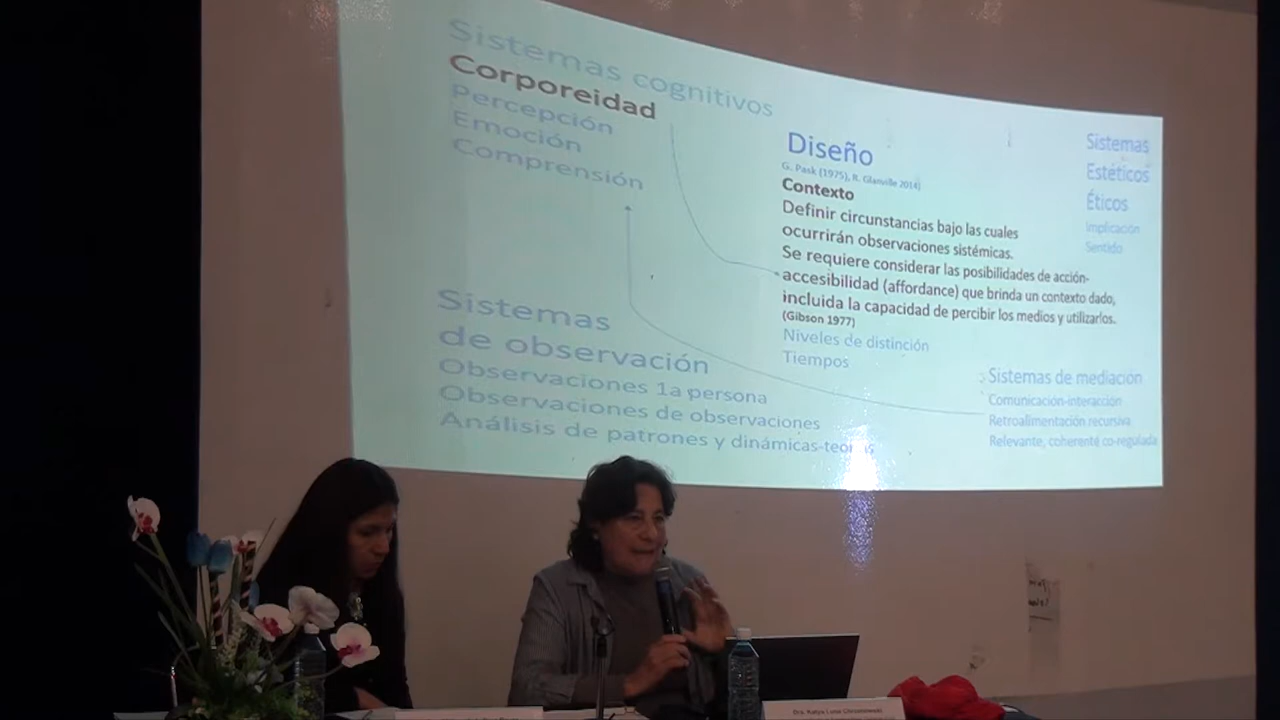 Sistemas cognitivos
Corporeidad
Percepción
Emoción
Comprensión
Sistemas
de observación
Observaciones 1a persona
Observaciones de observaciones
Análisis de patrones y dinámicas-teorías
Diseño
G. Pask (1975), R. Glanville 2014)
Contexto
Definir circunstancias bajo las cuales
ocurrirán observaciones sistémicas.
Se requiere considerar las posibilidades de acción-
accesibilidad (affordance) que brinda un contexto dado,
incluida la capacidad de percibir los medios y utilizarlos.
(Gibson 1977)
Niveles de distinción
Tiempos
Sistemas
Estéticos
Éticos
Implicación
Sentido
Sistemas de mediación
Comunicación-interacción
Retroalimentación recursiva
Relevante, coherente co-regulada
Dra. Katya Luna